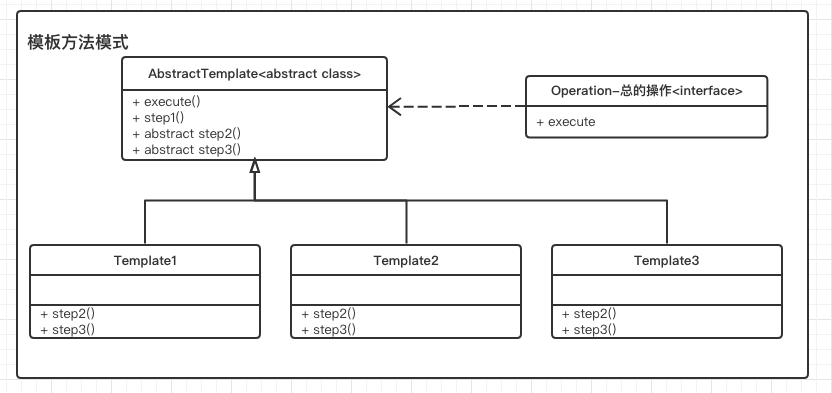 模板方法模式
AbstractTemplate<abstract class>
+ execute()
+ step1()
+ abstract step2()
+ abstract step3()
Operation-总的操作<interface>
+ execute
Template1
+ step2()
+ step3()
Template2
+ step2()
+ step3()
Template3
+ step2()
+ step3()